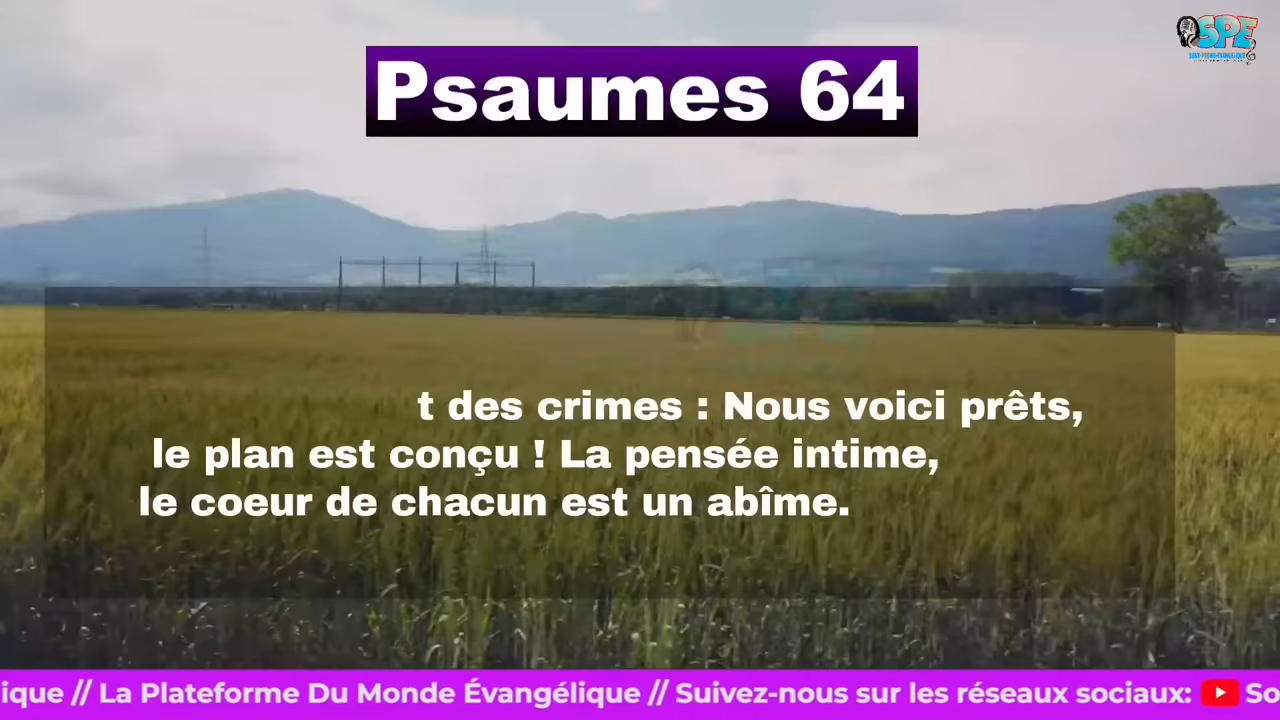 SPE
Psaumes 64
t des crimes : Nous voici prêts,
le plan est conçu ! La pensée intime,
le coeur de chacun est un abîme.
ique // La Plateforme Du Monde Évangélique // Suivez-nous sur les réseaux sociaux: So